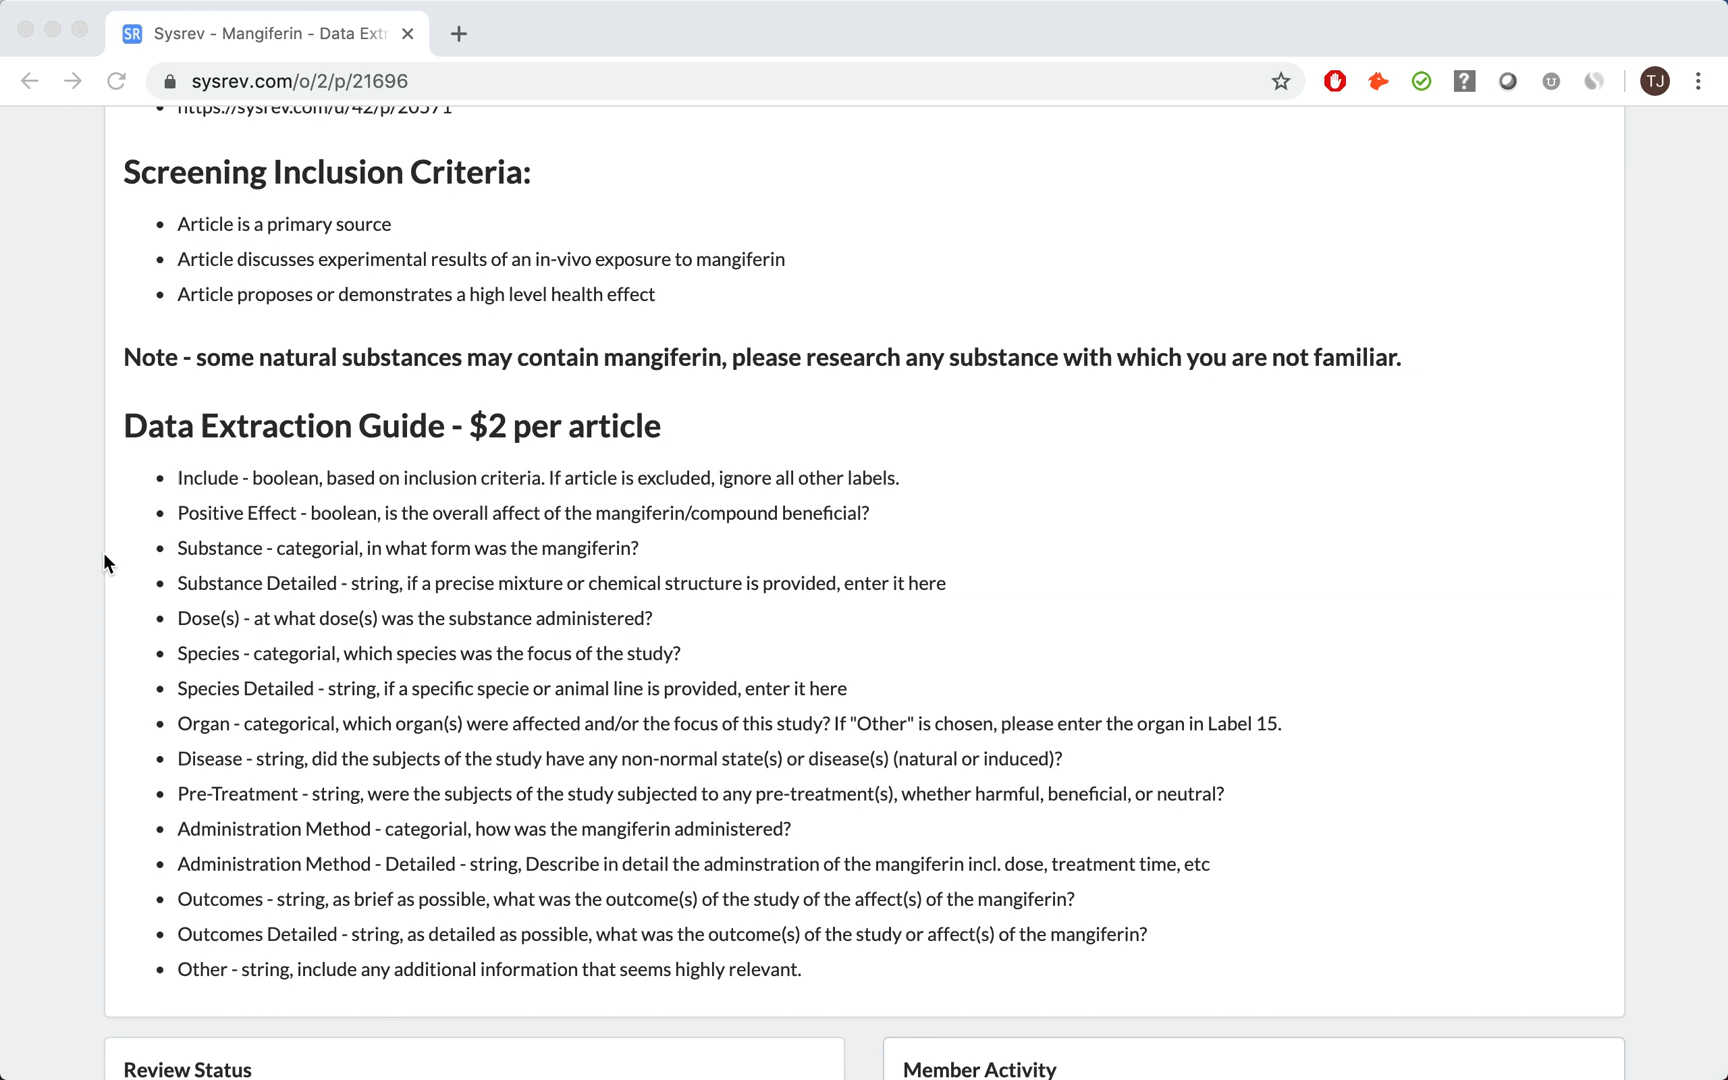 Sysrev - Mangiferin - Data Extr
sysrev.com/o/2/p/21696
TJ
https://sysrev.com/u/42/p/20571
Screening Inclusion Criteria:
Article is a primary source
Article discusses experimental results of an in-vivo exposure to mangiferin
Article proposes or demonstrates a high level health effect
Note - some natural substances may contain mangiferin, please research any substance with which you are not familiar.
Data Extraction Guide - $2 per article
Include - boolean, based on inclusion criteria. If article is excluded, ignore all other labels.
Positive Effect - boolean, is the overall affect of the mangiferin/compound beneficial?
Substance - categorial, in what form was the mangiferin?
Substance Detailed - string, if a precise mixture or chemical structure is provided, enter it here
Dose(s) - at what dose(s) was the substance administered?
Species - categorial, which species was the focus of the study?
Species Detailed - string, if a specific specie or animal line is provided, enter it here
Organ - categorical, which organ(s) were affected and/or the focus of this study? If "Other" is chosen, please enter the organ in Label 15.
Disease - string, did the subjects of the study have any non-normal state(s) or disease(s) (natural or induced)?
Pre-Treatment - string, were the subjects of the study subjected to any pre-treatment(s), whether harmful, beneficial, or neutral?
Administration Method - categorial, how was the mangiferin administered?
Administration Method - Detailed - string, Describe in detail the adminstration of the mangiferin incl. dose, treatment time, etc
Outcomes - string, as brief as possible, what was the outcome(s) of the study of the affect(s) of the mangiferin?
Outcomes Detailed - string, as detailed as possible, what was the outcome(s) of the study or affect(s) of the mangiferin?
Other - string, include any additional information that seems highly relevant.
Review Status
Member Activity